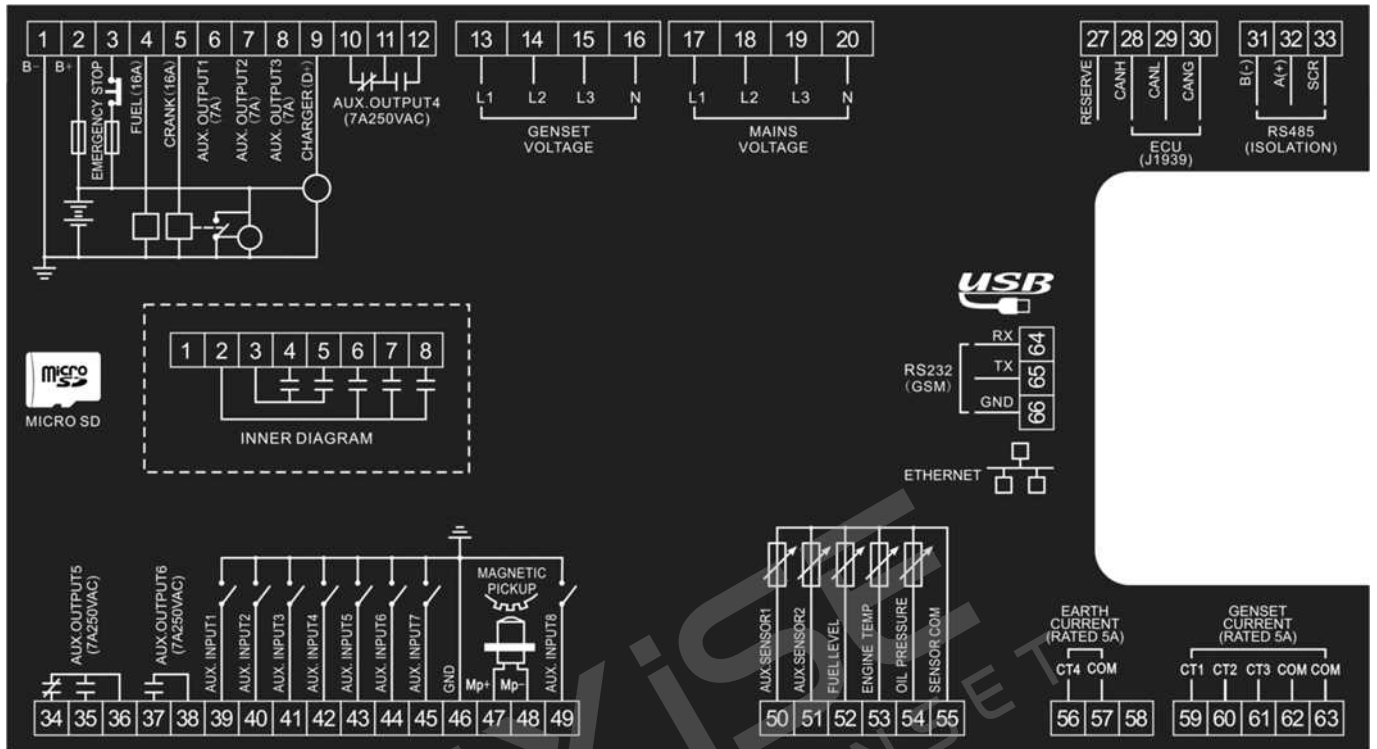 1 2 3 4 5 6 7 8 9 10 11 12
13 14 15 16
17 18 19 20
27 28 29 30
31 32 33
B-
B+
EMERGENCY STOP
FUEL (16A)
CRANK (16A)
AUX. OUTPUT1
(7A)
AUX. OUTPUT2
(7A)
AUX. OUTPUT3
(7A)
CHARGER (D+)
AUX.OUTPUT4
(7A250VAC)
L1 L2 L3 N
GENSET
VOLTAGE
L1 L2 L3 N
MAINS
VOLTAGE
RESERVE
CANH
CANL
CANG
ECU
(J1939)
B(-)
A(+)
SCR
RS485
(ISOLATION)
1 2 3 4 5 6 7 8
INNER DIAGRAM
Micro
SD
MICRO SD
USB
RS232
(GSM)
RX 64
TX 65
GND 66
ETHERNET
AUX.OUTPUT5
(7A250VAC)
AUX.OUTPUT6
(7A250VAC)
AUX. INPUT1
AUX. INPUT2
AUX. INPUT3
AUX. INPUT4
AUX. INPUT5
AUX. INPUT6
AUX. INPUT7
GND
MAGNETIC
PICKUP
Mp+ Mp-
AUX. INPUT8
AUX.SENSOR1
AUX.SENSOR2
FUEL LEVEL
ENGINE TEMP
OIL PRESSURE
SENSOR COM
EARTH
CURRENT
(RATED 5A)
CT4 COM
GENSET
CURRENT
(RATED 5A)
CT1 CT2 CT3 COM COM
34 35 36 37 38 39 40 41 42 43 44 45 46 47 48 49
50 51 52 53 54 55
56 57 58
59 60 61 62 63